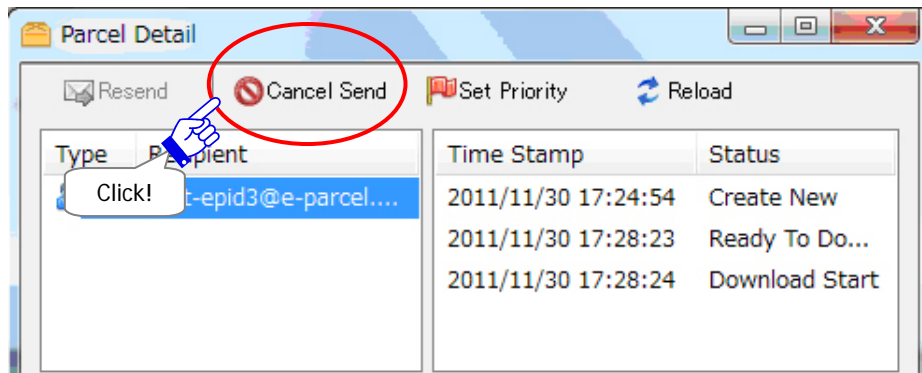 Parcel Detail
Resend Cancel Send Set Priority Reload
Type Recipient Time Stamp Status
t-epid3@e-parcel.... 2011/11/30 17:24:54 Create New
Click!
2011/11/30 17:28:23 Ready To Do...
2011/11/30 17:28:24 Download Start